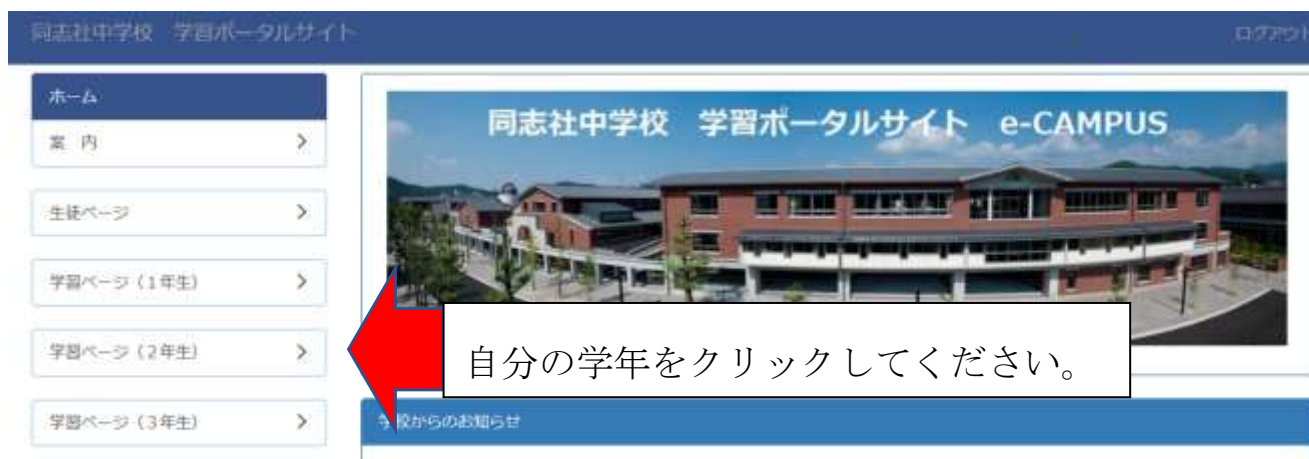 同志社中学校 学習ポータルサイト
ログアウト
ホーム
案 内
生徒ページ
学習ページ（1年生）
学習ページ（2年生）
学習ページ（3年生）
同志社中学校 学習ポータルサイト e-CAMPUS
自分の学年をクリックしてください。
学校からのお知らせ